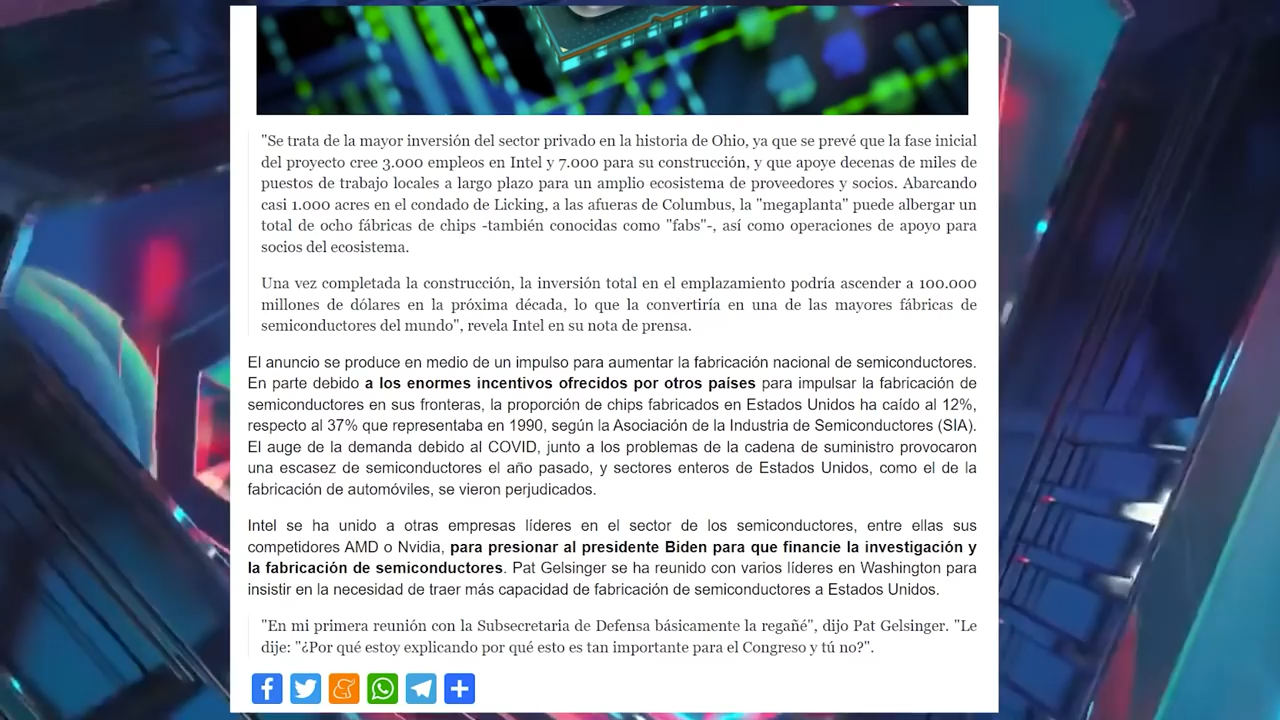 "Se trata de la mayor inversión del sector privado en la historia de Ohio, ya que se prevé que la fase inicial
del proyecto cree 3.000 empleos en Intel y 7.000 para su construcción, y que apoye decenas de miles de
puestos de trabajo locales a largo plazo para un amplio ecosistema de proveedores y socios. Abarcando
casi 1.000 acres en el condado de Licking, a las afueras de Columbus, la "megaplanta" puede albergar un
total de ocho fábricas de chips -también conocidas como "fabs"-, así como operaciones de apoyo para
socios del ecosistema.
Una vez completada la construcción, la inversión total en el emplazamiento podría ascender a 100.000
millones de dólares en la próxima década, lo que la convertiría en una de las mayores fábricas de
semiconductores del mundo", revela Intel en su nota de prensa.
El anuncio se produce en medio de un impulso para aumentar la fabricación nacional de semiconductores.
En parte debido a los enormes incentivos ofrecidos por otros países para impulsar la fabricación de
semiconductores en sus fronteras, la proporción de chips fabricados en Estados Unidos ha caído al 12%,
respecto al 37% que representaba en 1990, según la Asociación de la Industria de Semiconductores (SIA).
El auge de la demanda debido al COVID, junto a los problemas de la cadena de suministro provocaron
una escasez de semiconductores el año pasado, y sectores enteros de Estados Unidos, como el de la
fabricación de automóviles, se vieron perjudicados.
Intel se ha unido a otras empresas líderes en el sector de los semiconductores, entre ellas sus
competidores AMD o Nvidia, para presionar al presidente Biden para que financie la investigación y
la fabricación de semiconductores. Pat Gelsinger se ha reunido con varios líderes en Washington para
insistir en la necesidad de traer más capacidad de fabricación de semiconductores a Estados Unidos.
"En mi primera reunión con la Subsecretaria de Defensa básicamente la regañé", dijo Pat Gelsinger. "Le
dije: "¿Por qué estoy explicando por qué esto es tan importante para el Congreso y tú no?".